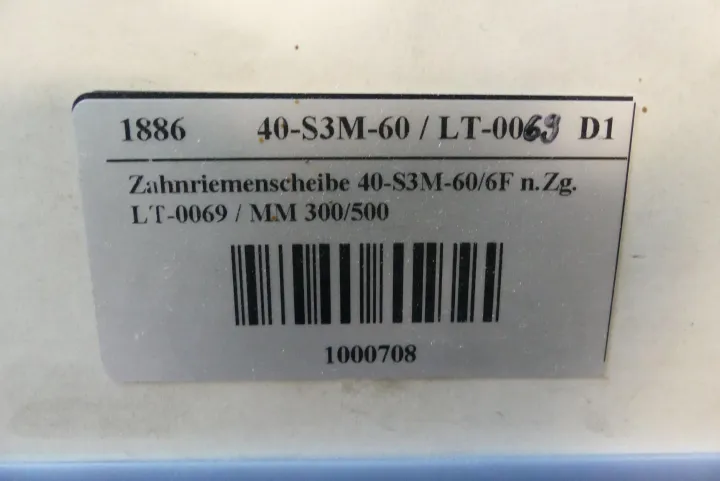 1886 40-S3M-60 / LT-0069 D1
Zahnriemenscheibe 40-S3M-60/6F n.Zg.
LT-0069 / MM 300/500
1000708